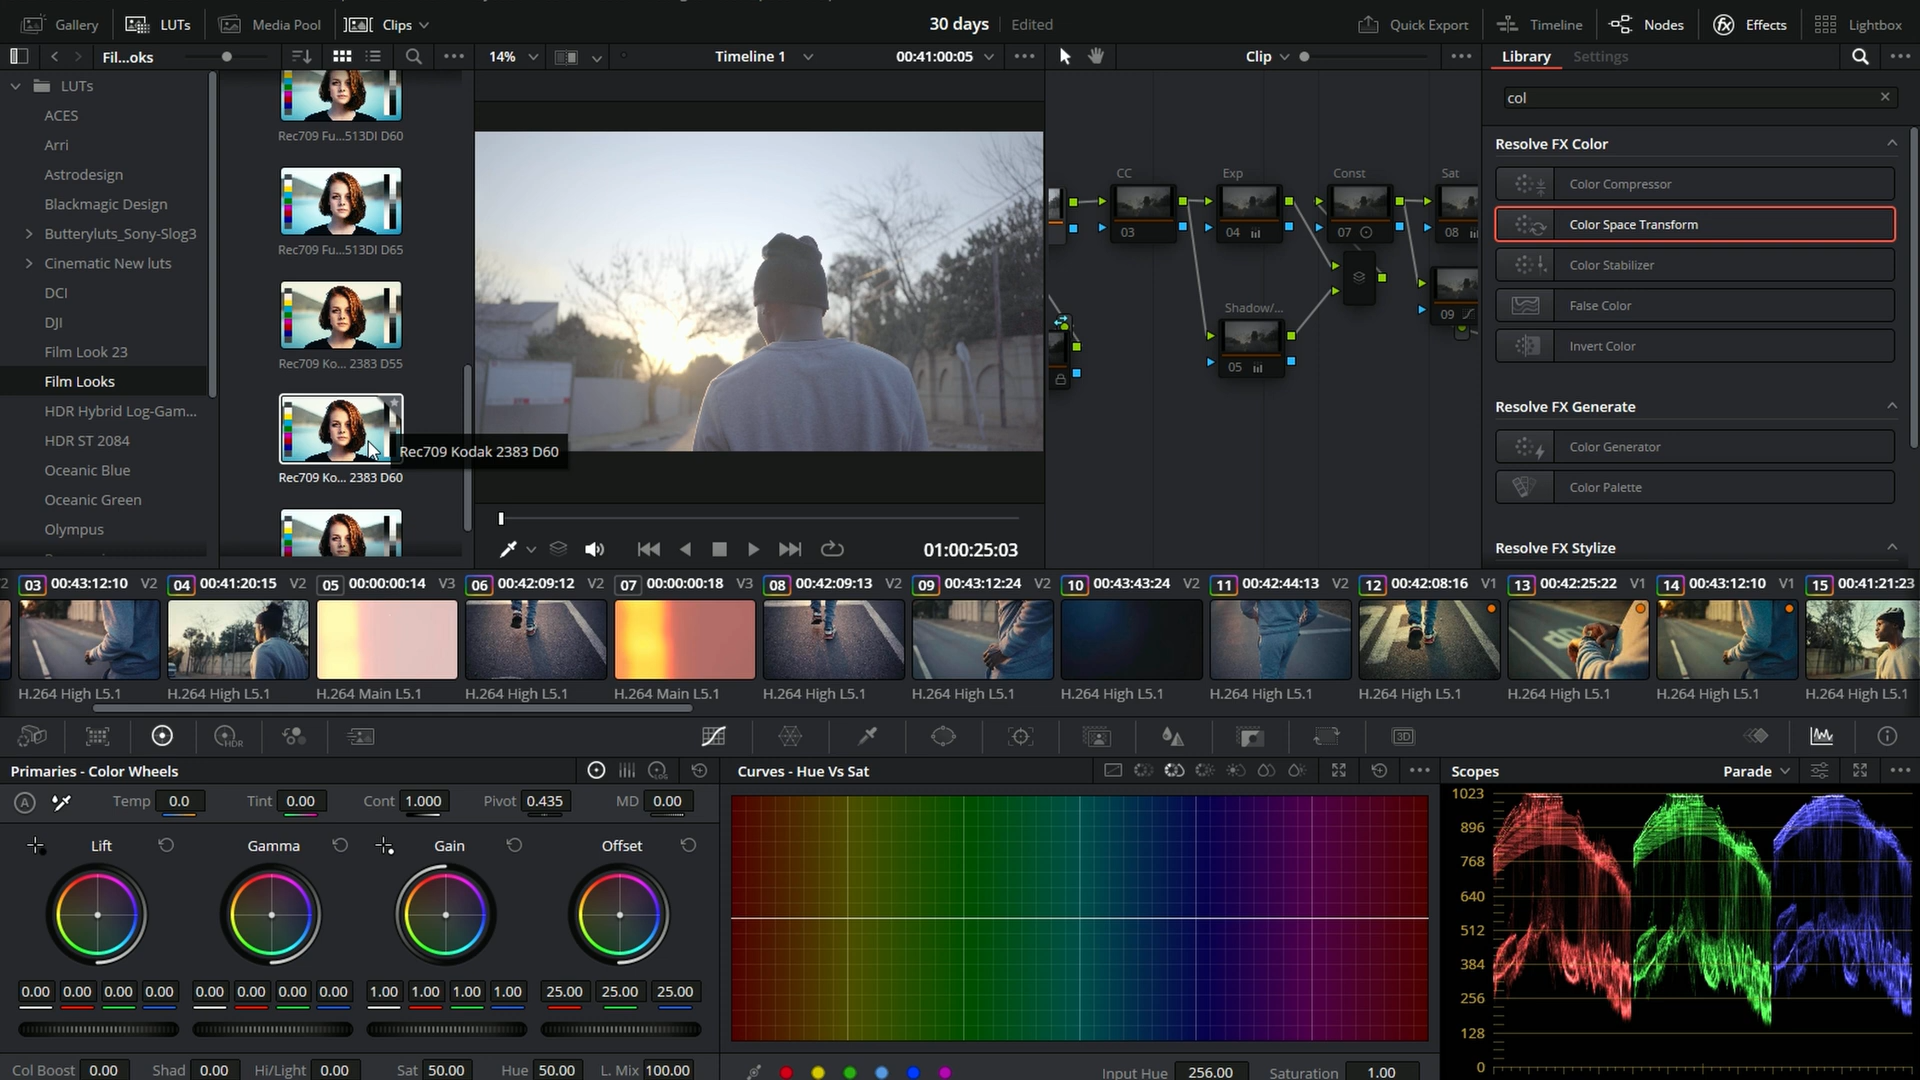 Gallery LUTs Media Pool Clips 30 days Edited Quick Export Timeline Nodes Effects Lightbox
Fil...oks 14% Timeline 1 00:41:00:05 Clip Library Settings
col
LUTs
ACES
Arri
Astrodesign
Blackmagic Design
Butteryluts_Sony-Slog3
Cinematic New luts
DCI
DJI
Film Look 23
Film Looks
HDR Hybrid Log-Gam...
HDR ST 2084
Oceanic Blue
Oceanic Green
Olympus
Rec709 Fu...513DI D60
Rec709 Fu...513DI D65
Rec709 Ko... 2383 D55
Rec709 Kodak 2383 D60
Rec709 Ko... 2383 D60
01:00:25:03
CC Exp Const Sat
03 04 07 08
Shadow/...
05 09
Resolve FX Color
Color Compressor
Color Space Transform
Color Stabilizer
False Color
Invert Color
Resolve FX Generate
Color Generator
Color Palette
Resolve FX Stylize
2 03 00:43:12:10 V2 04 00:41:20:15 V2 05 00:00:00:14 V3 06 00:42:09:12 V2 07 00:00:00:18 V3 08 00:42:09:13 V2 09 00:43:12:24 V2 10 00:43:43:24 V2 11 00:42:44:13 V2 12 00:42:08:16 V1 13 00:42:25:22 V1 14 00:43:12:10 V1 15 00:41:21:23
H.264 High L5.1 H.264 High L5.1 H.264 Main L5.1 H.264 High L5.1 H.264 Main L5.1 H.264 High L5.1 H.264 High L5.1 H.264 High L5.1 H.264 High L5.1 H.264 High L5.1 H.264 High L5.1 H.264 High L5.1 H.264 High L5.1
HDR 3D
Primaries - Color Wheels LOG Curves - Hue Vs Sat Scopes Parade
A Temp 0.0 Tint 0.00 Cont 1.000 Pivot 0.435 MD 0.00
Lift Gamma Gain Offset
0.00 0.00 0.00 0.00 0.00 0.00 0.00 0.00 1.00 1.00 1.00 1.00 25.00 25.00 25.00
Col Boost 0.00 Shad 0.00 Hi/Light 0.00 Sat 50.00 Hue 50.00 L. Mix 100.00
Input Hue 256.00 Saturation 1.00
1023
896
768
640
512
384
256
128
0